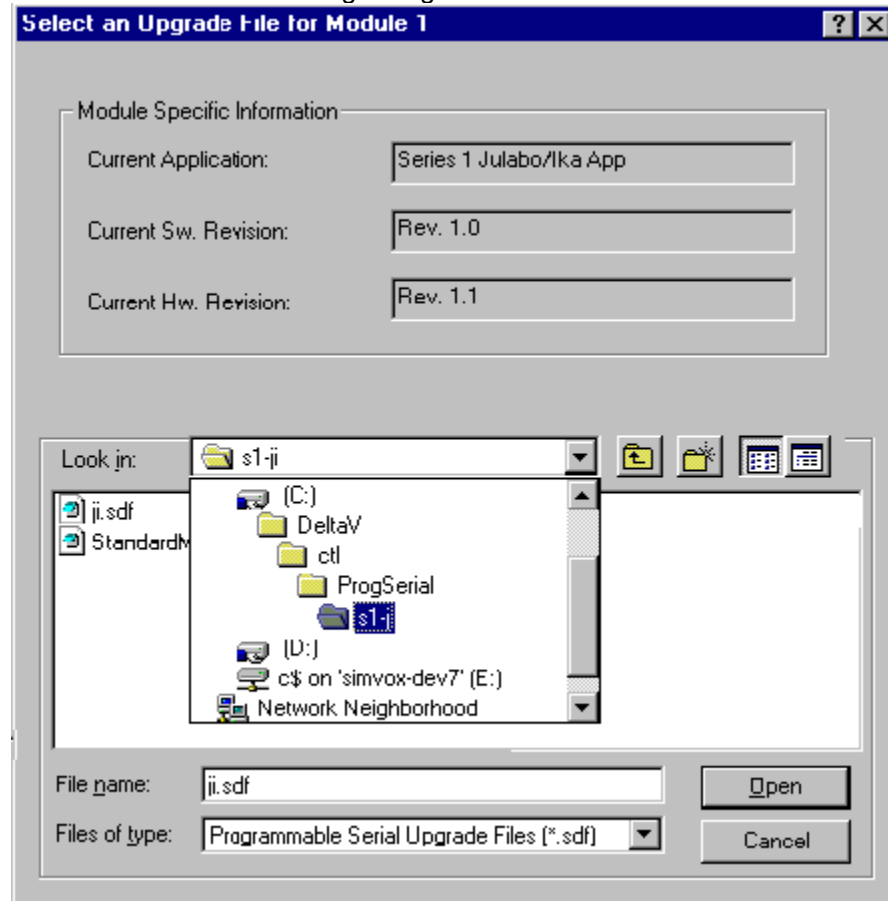 Select an Upgrade File for Module 1
Module Specific Information
Current Application: Series 1 Julabo/Ika App
Current Sw. Revision: Rev. 1.0
Current Hw. Revision: Rev. 1.1
Look in: s1-ji
ji.sdf
StandardM
(C:)
DeltaV
ctl
ProgSerial
s1-ji
(D:)
c$ on 'simvox-dev7' (E:)
Network Neighborhood
File name: ji.sdf Open
Files of type: Programmable Serial Upgrade Files (*.sdf) Cancel